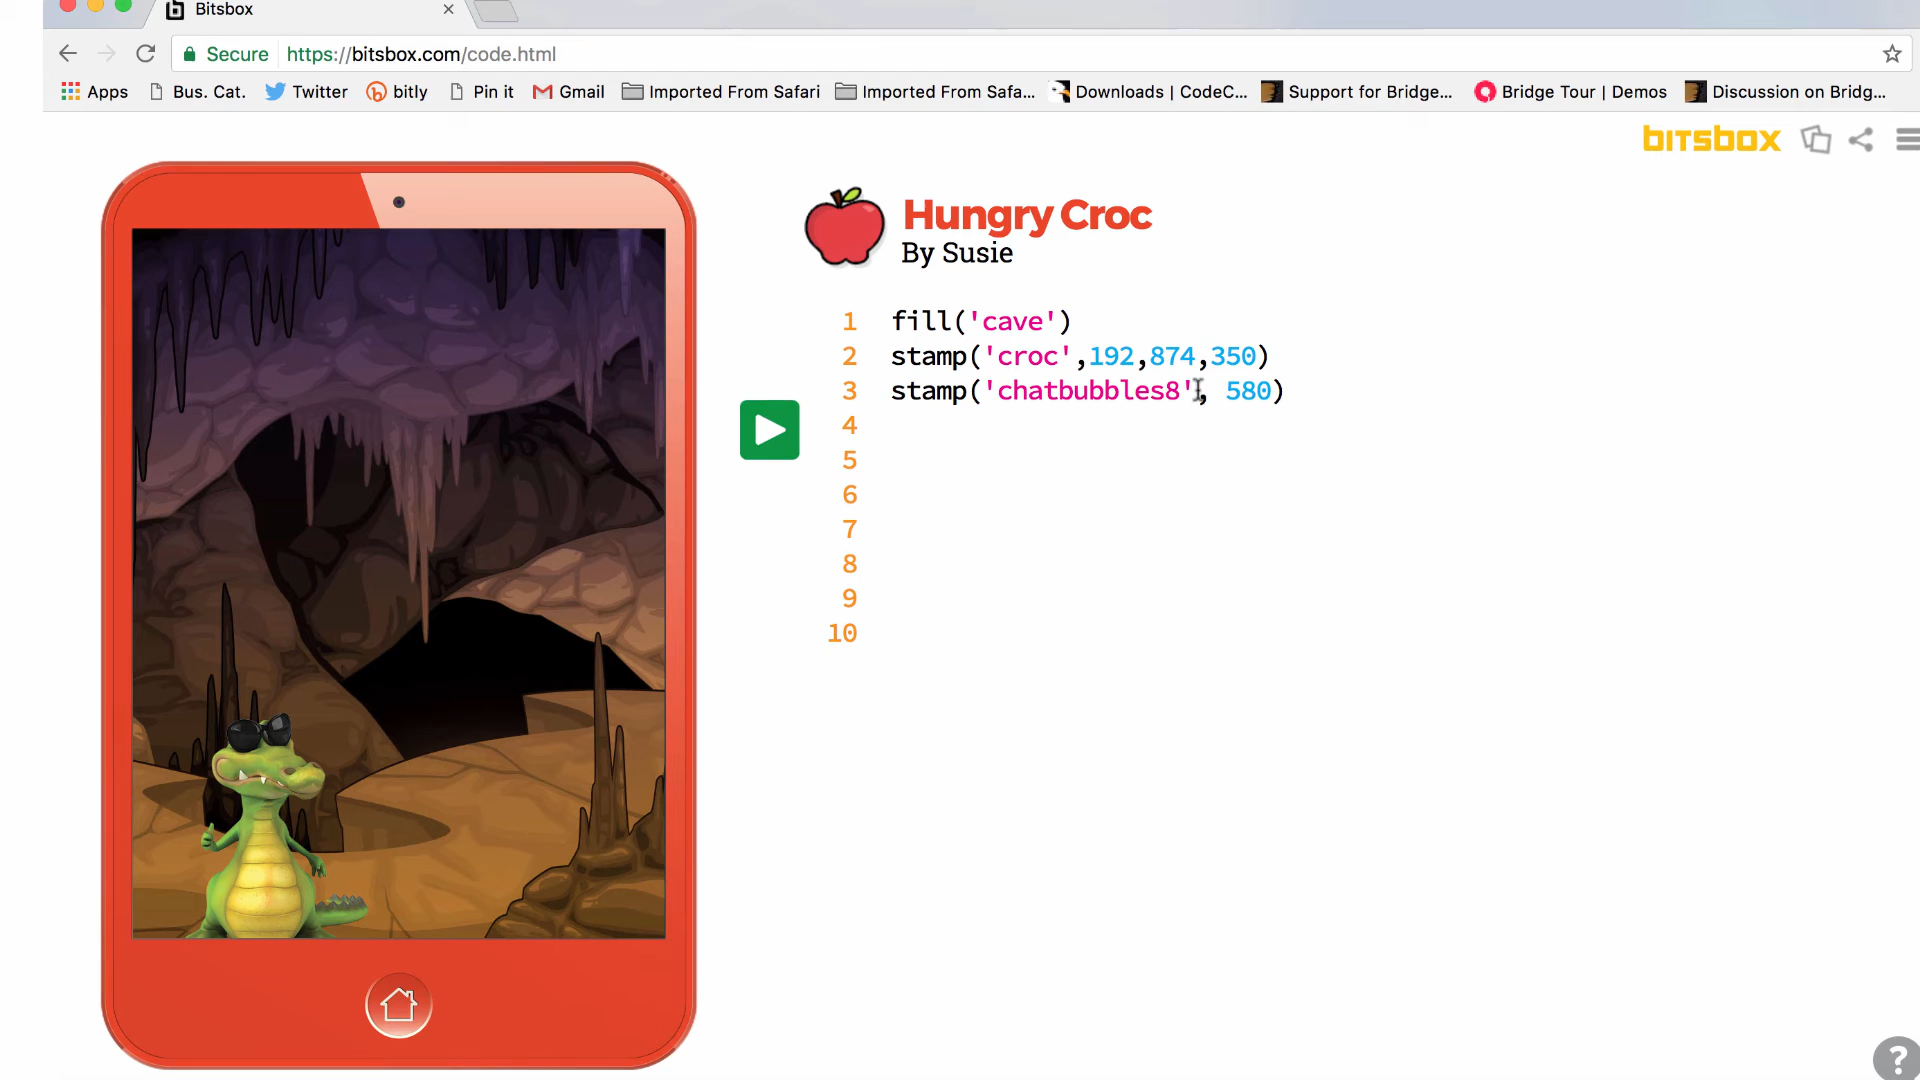 Bitsbox
Secure https://bitsbox.com/code.html
Apps Bus. Cat. Twitter bitly Pin it Gmail Imported From Safari Imported From Safa... Downloads | CodeC... Support for Bridge... Bridge Tour | Demos Discussion on Bridg...
bitsbox
Hungry Croc
By Susie
1 fill('cave')
2 stamp('croc',192,874,350)
3 stamp('chatbubbles8', 580)
4
5
6
7
8
9
10
?